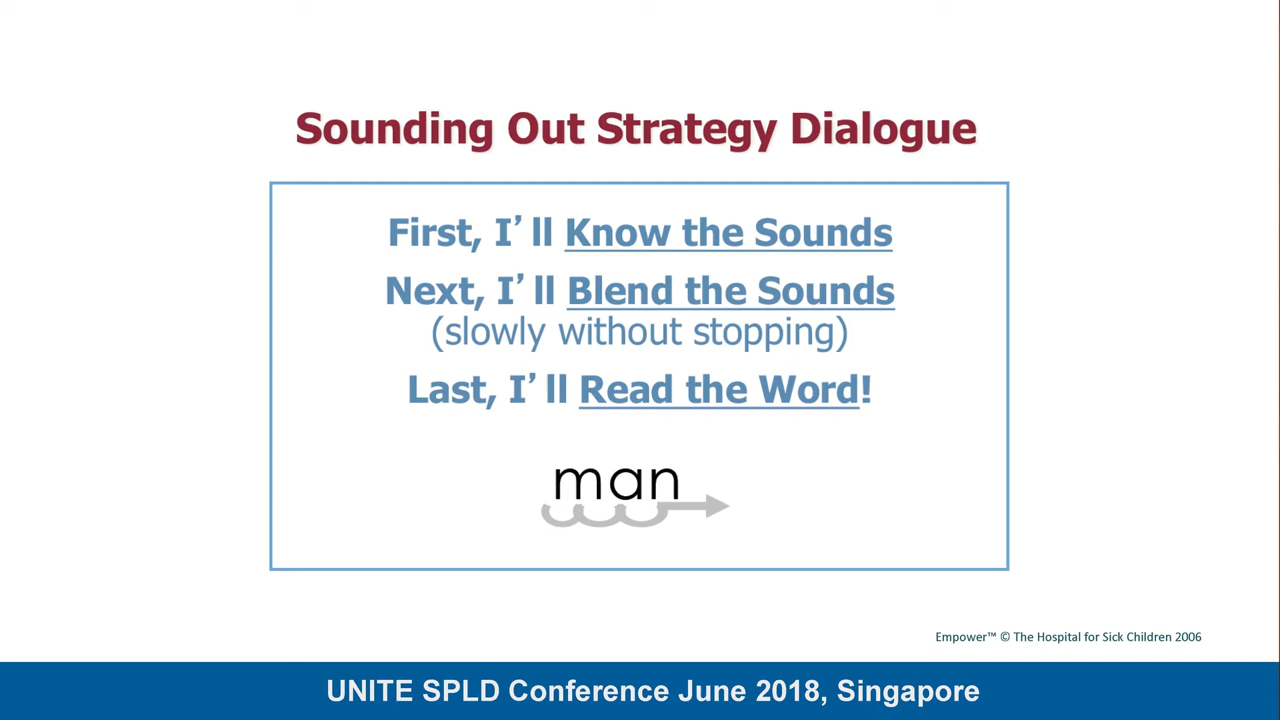 Sounding Out Strategy Dialogue
First, I’ll Know the Sounds
Next, I’ll Blend the Sounds
(slowly without stopping)
Last, I’ll Read the Word!
man
Empower™ © The Hospital for Sick Children 2006
UNITE SPLD Conference June 2018, Singapore